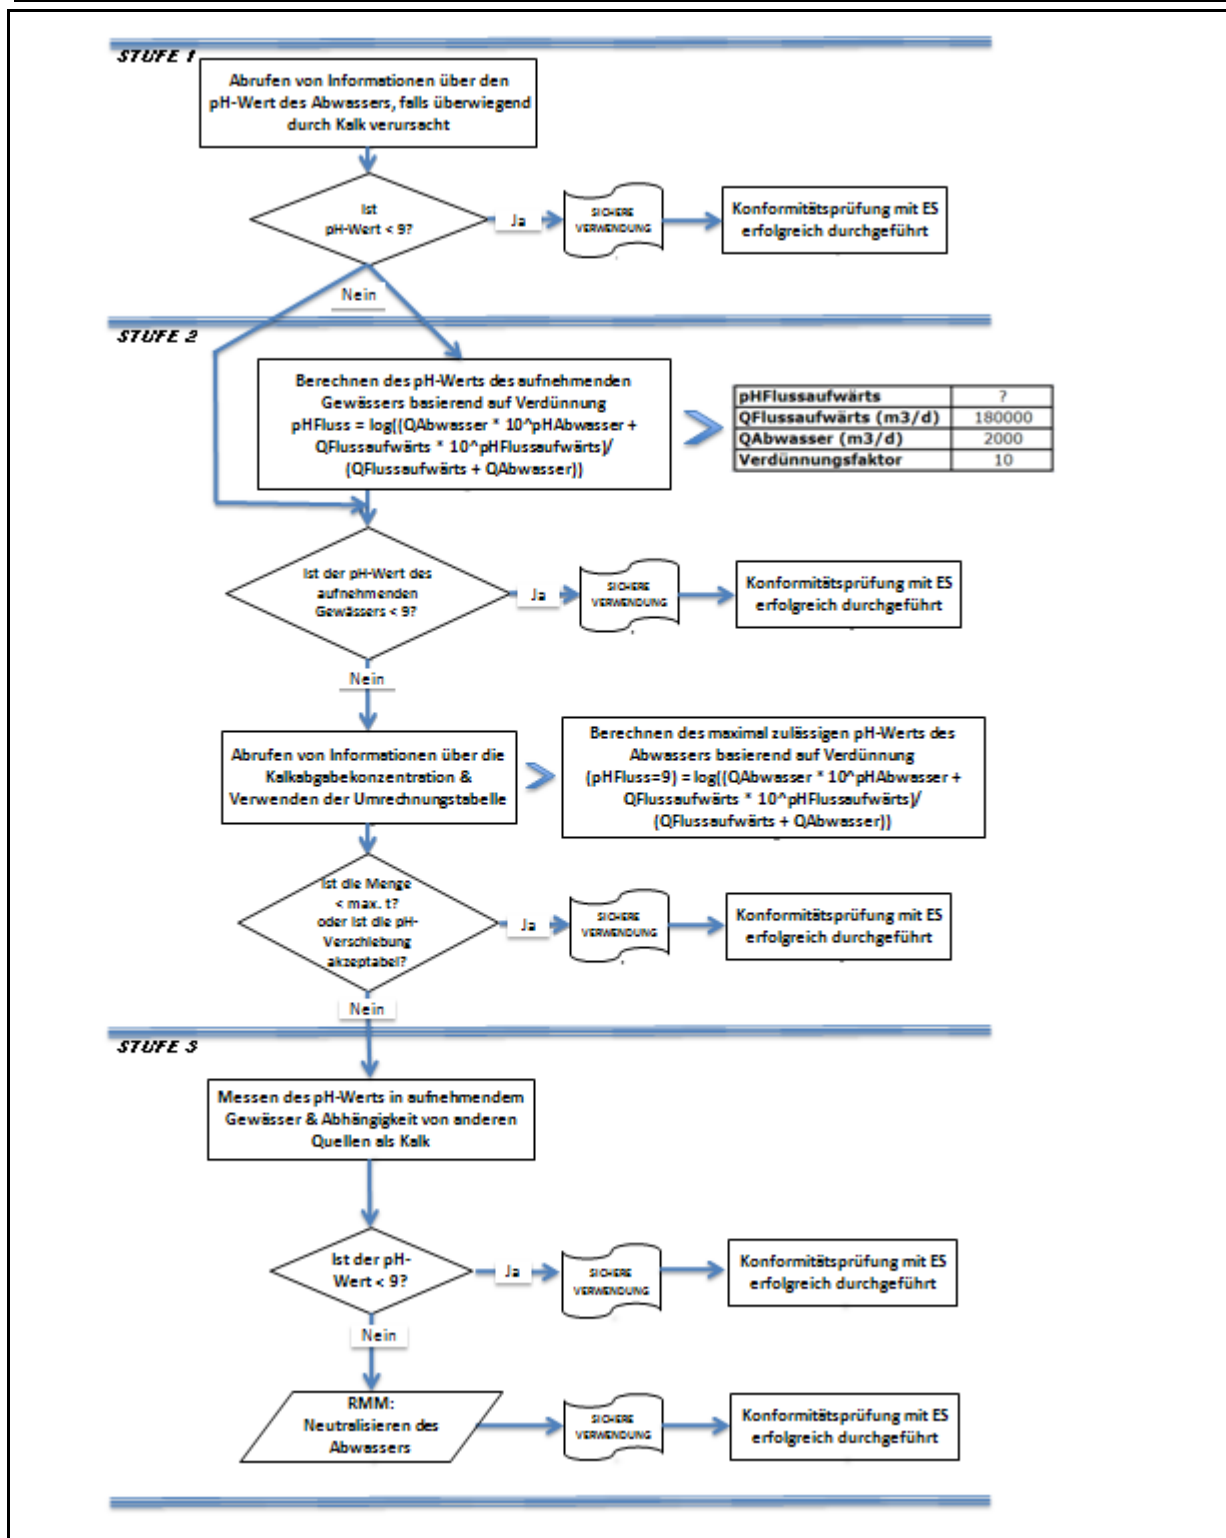 STUFE 1
Abrufen von Informationen über den
pH-Wert des Abwassers, falls überwiegend
durch Kalk verursacht
Ist
pH-Wert < 9?
Ja
SICHERE
VERWENDUNG
Konformitätsprüfung mit ES
erfolgreich durchgeführt
Nein
STUFE 2
Berechnen des pH-Werts des aufnehmenden
Gewässers basierend auf Verdünnung
pHFluss = log((QAbwasser * 10^pHAbwasser +
QFlussaufwärts * 10^pHFlussaufwärts)/
(QFlussaufwärts + QAbwasser))
pHFlussaufwärts ?
QFlussaufwärts (m3/d) 180000
QAbwasser (m3/d) 2000
Verdünnungsfaktor 10
Ist der pH-Wert des
aufnehmenden
Gewässers < 9?
Ja
SICHERE
VERWENDUNG
Konformitätsprüfung mit ES
erfolgreich durchgeführt
Nein
Abrufen von Informationen über die
Kalkabgabekonzentration &
Verwenden der Umrechnungstabelle
Berechnen des maximal zulässigen pH-Werts des
Abwassers basierend auf Verdünnung
(pHFluss=9) = log((QAbwasser * 10^pHAbwasser +
QFlussaufwärts * 10^pHFlussaufwärts)/
(QFlussaufwärts + QAbwasser))
Ist die Menge
< max. t?
oder ist die pH-
Verschiebung
akzeptabel?
Ja
SICHERE
VERWENDUNG
Konformitätsprüfung mit ES
erfolgreich durchgeführt
Nein
STUFE 3
Messen des pH-Werts in aufnehmendem
Gewässer & Abhängigkeit von anderen
Quellen als Kalk
Ist der pH-
Wert < 9?
Ja
SICHERE
VERWENDUNG
Konformitätsprüfung mit ES
erfolgreich durchgeführt
Nein
RMM:
Neutralisieren des
Abwassers
SICHERE
VERWENDUNG
Konformitätsprüfung mit ES
erfolgreich durchgeführt